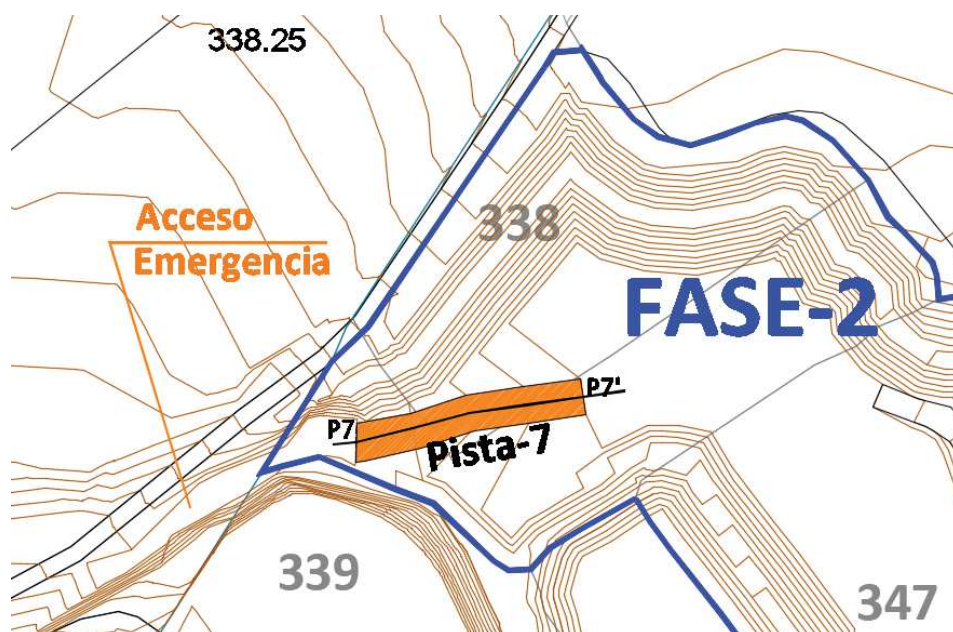 338.25
Acceso
Emergencia
338
FASE-2
P7
P7'
Pista-7
339
347